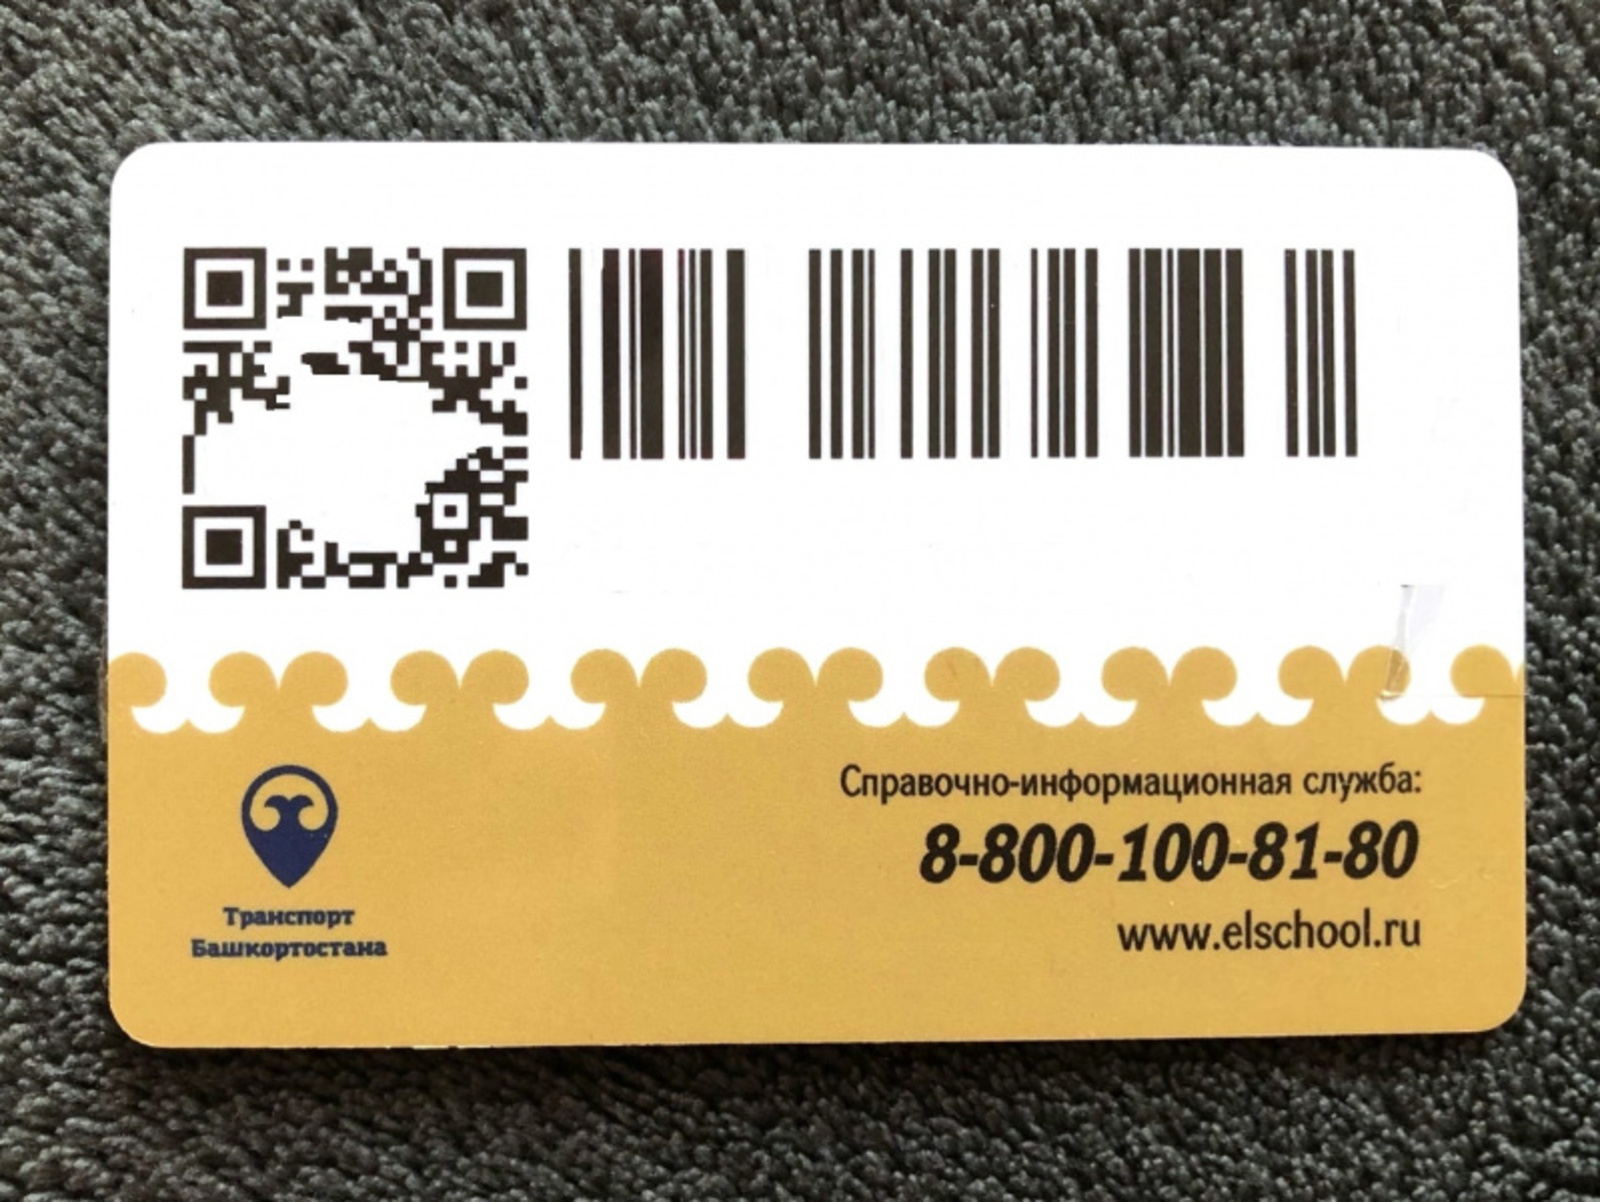 Справочно-информационная служба:
8-800-100-81-80
www.elschool.ru
Транспорт
Башкортостана